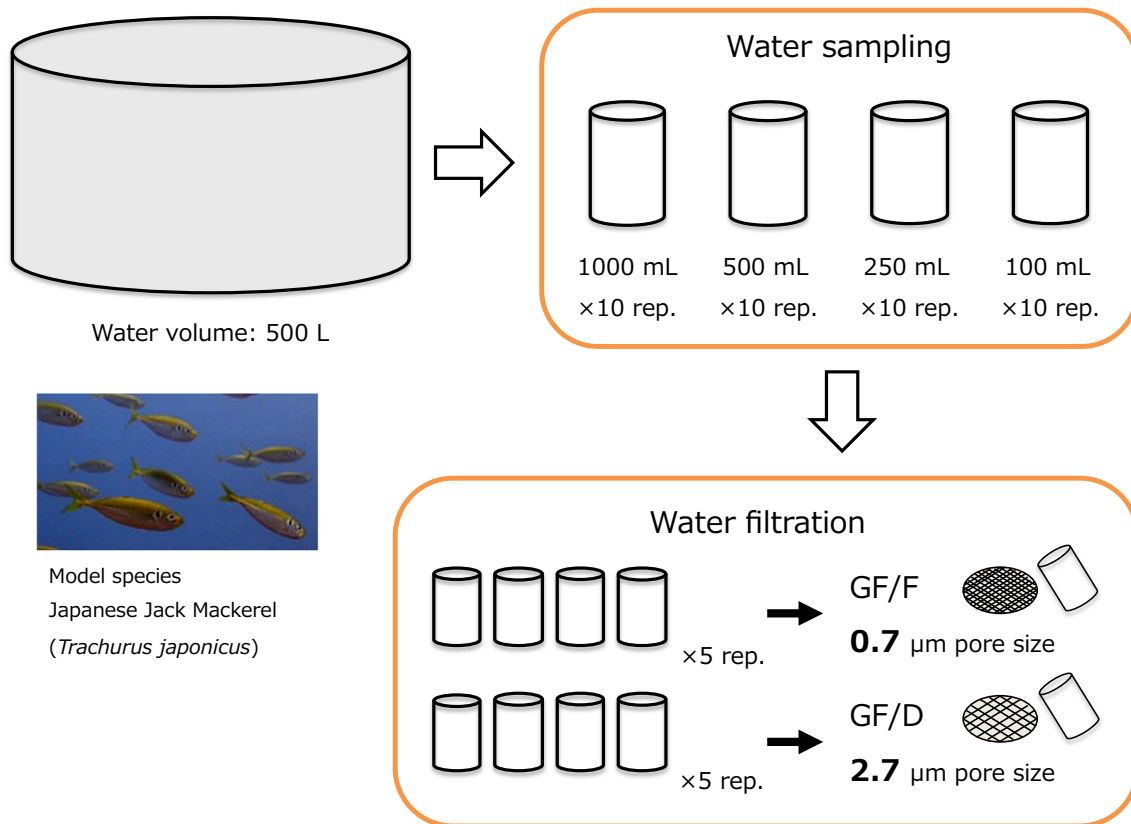 Water sampling
1000 mL
×10 rep.
500 mL
×10 rep.
250 mL
×10 rep.
100 mL
×10 rep.
Water volume: 500 L
Model species
Japanese Jack Mackerel
(Trachurus japonicus)
Water filtration
×5 rep.
GF/F
0.7 µm pore size
×5 rep.
GF/D
2.7 µm pore size